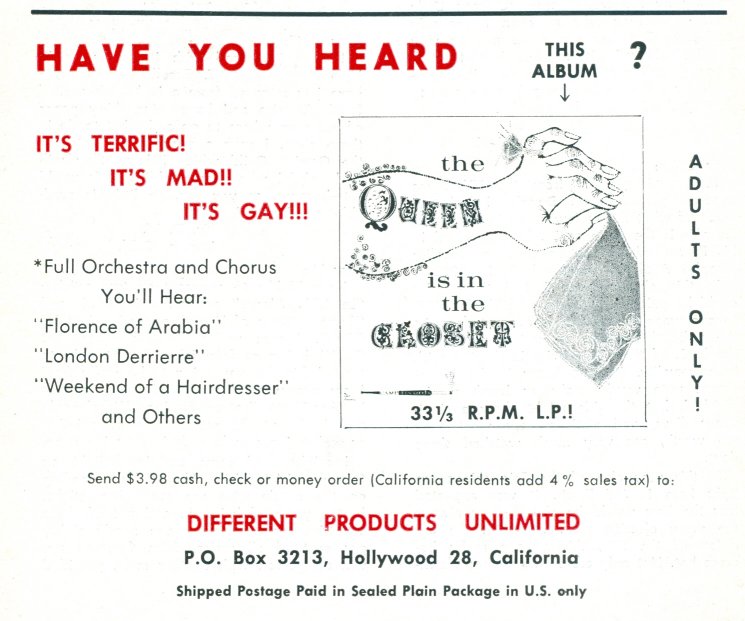 HAVE YOU HEARD THIS ALBUM ?
IT'S TERRIFIC!
IT'S MAD!!
IT'S GAY!!!
*Full Orchestra and Chorus
You'll Hear:
"Florence of Arabia"
"London Derrierre"
"Weekend of a Hairdresser"
and Others
the
QUEEN
is in
the
CLOSET
33⅓ R.P.M. L.P.!
ADULTS ONLY!
Send $3.98 cash, check or money order (California residents add 4% sales tax) to:
DIFFERENT PRODUCTS UNLIMITED
P.O. Box 3213, Hollywood 28, California
Shipped Postage Paid in Sealed Plain Package in U.S. only